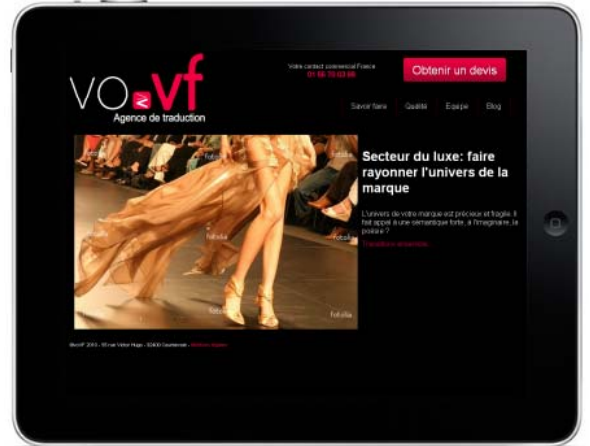 VO vf
Agence de traduction
Votre contact commercial France
Obtenir un devis
Savoir faire Qualité Equipe Blog
Secteur du luxe: faire
rayonner l'univers de la
marque
L'univers de votre marque est précieux et fragile. Il
fait appel à une sémantique forte, à l'imaginaire, la
poésie ?
fotolia
fotolia
fotolia
fotolia
fotolia